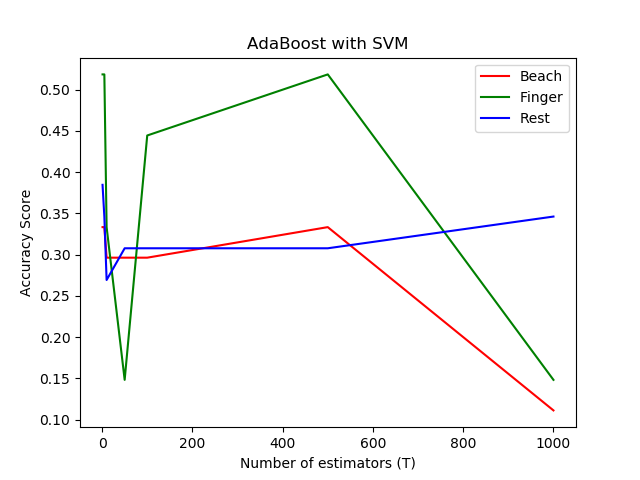 AdaBoost with SVM
Beach
Finger
Rest
Accuracy Score
0.50
0.45
0.40
0.35
0.30
0.25
0.20
0.15
0.10
0 200 400 600 800 1000
Number of estimators (T)